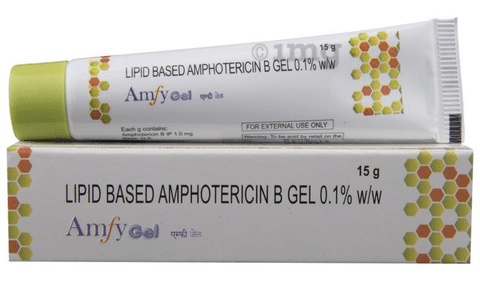 © 1mg
15 g
LIPID BASED AMPHOTERICIN B GEL 0.1% w/w
Amfy Gel एम्फी जेल
Each g contains:
Amphotericin B IP 1.0 mg
FOR EXTERNAL USE ONLY
Warning: To be sold by retail on the
15 g
LIPID BASED AMPHOTERICIN B GEL 0.1% w/w
Amfy Gel एम्फी जेल